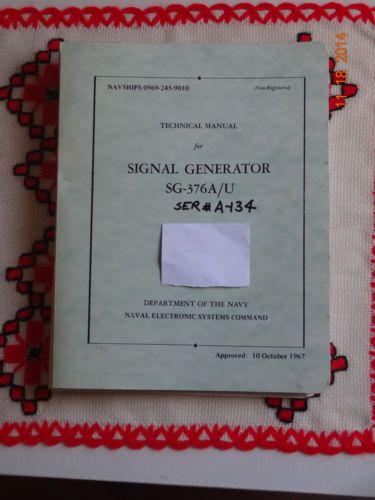 NAVSHIPS 0969-245-9010
(Non-Registered)
TECHNICAL MANUAL
for
SIGNAL GENERATOR
SG-376A/U
SER # A-134
DEPARTMENT OF THE NAVY
NAVAL ELECTRONIC SYSTEMS COMMAND
Approved: 10 October 1967
11 18 2014